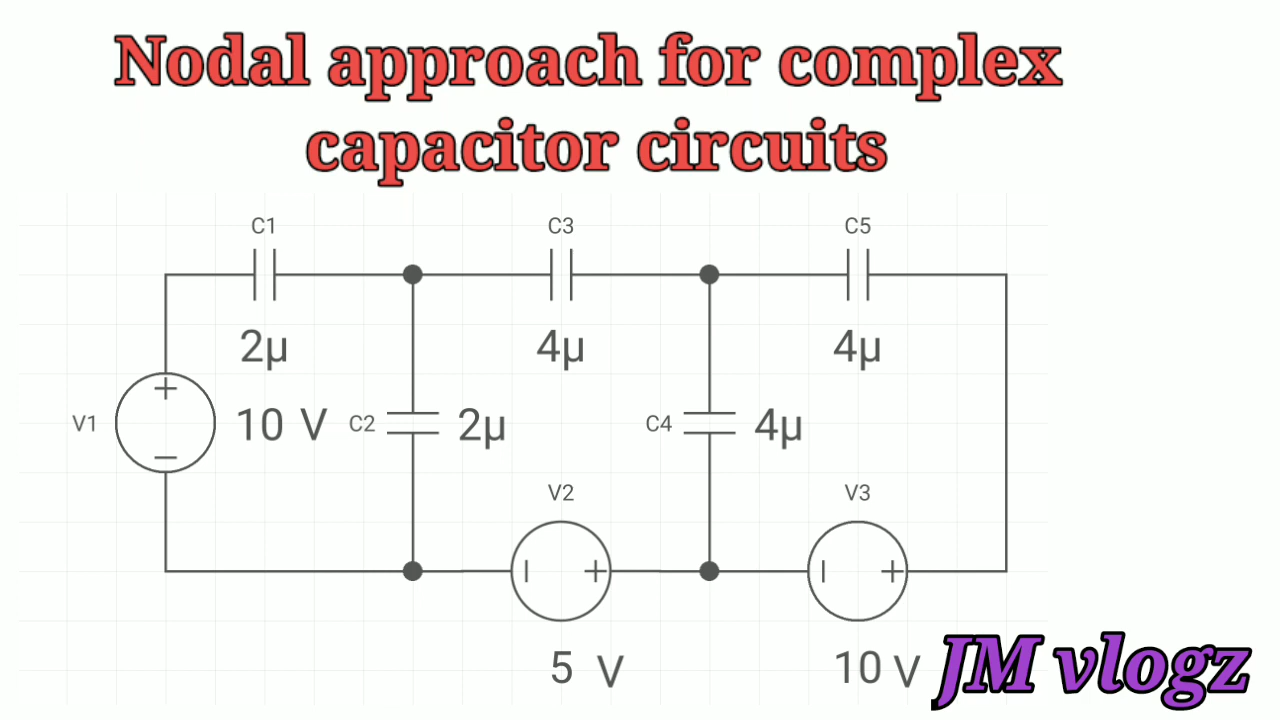 Nodal approach for complex
capacitor circuits
C1
C3
C5
2µ
4µ
4µ
+
V1
10 V
C2
2µ
C4
4µ
−
V2
V3
− +
− +
5 V
10 V
JM vlogz